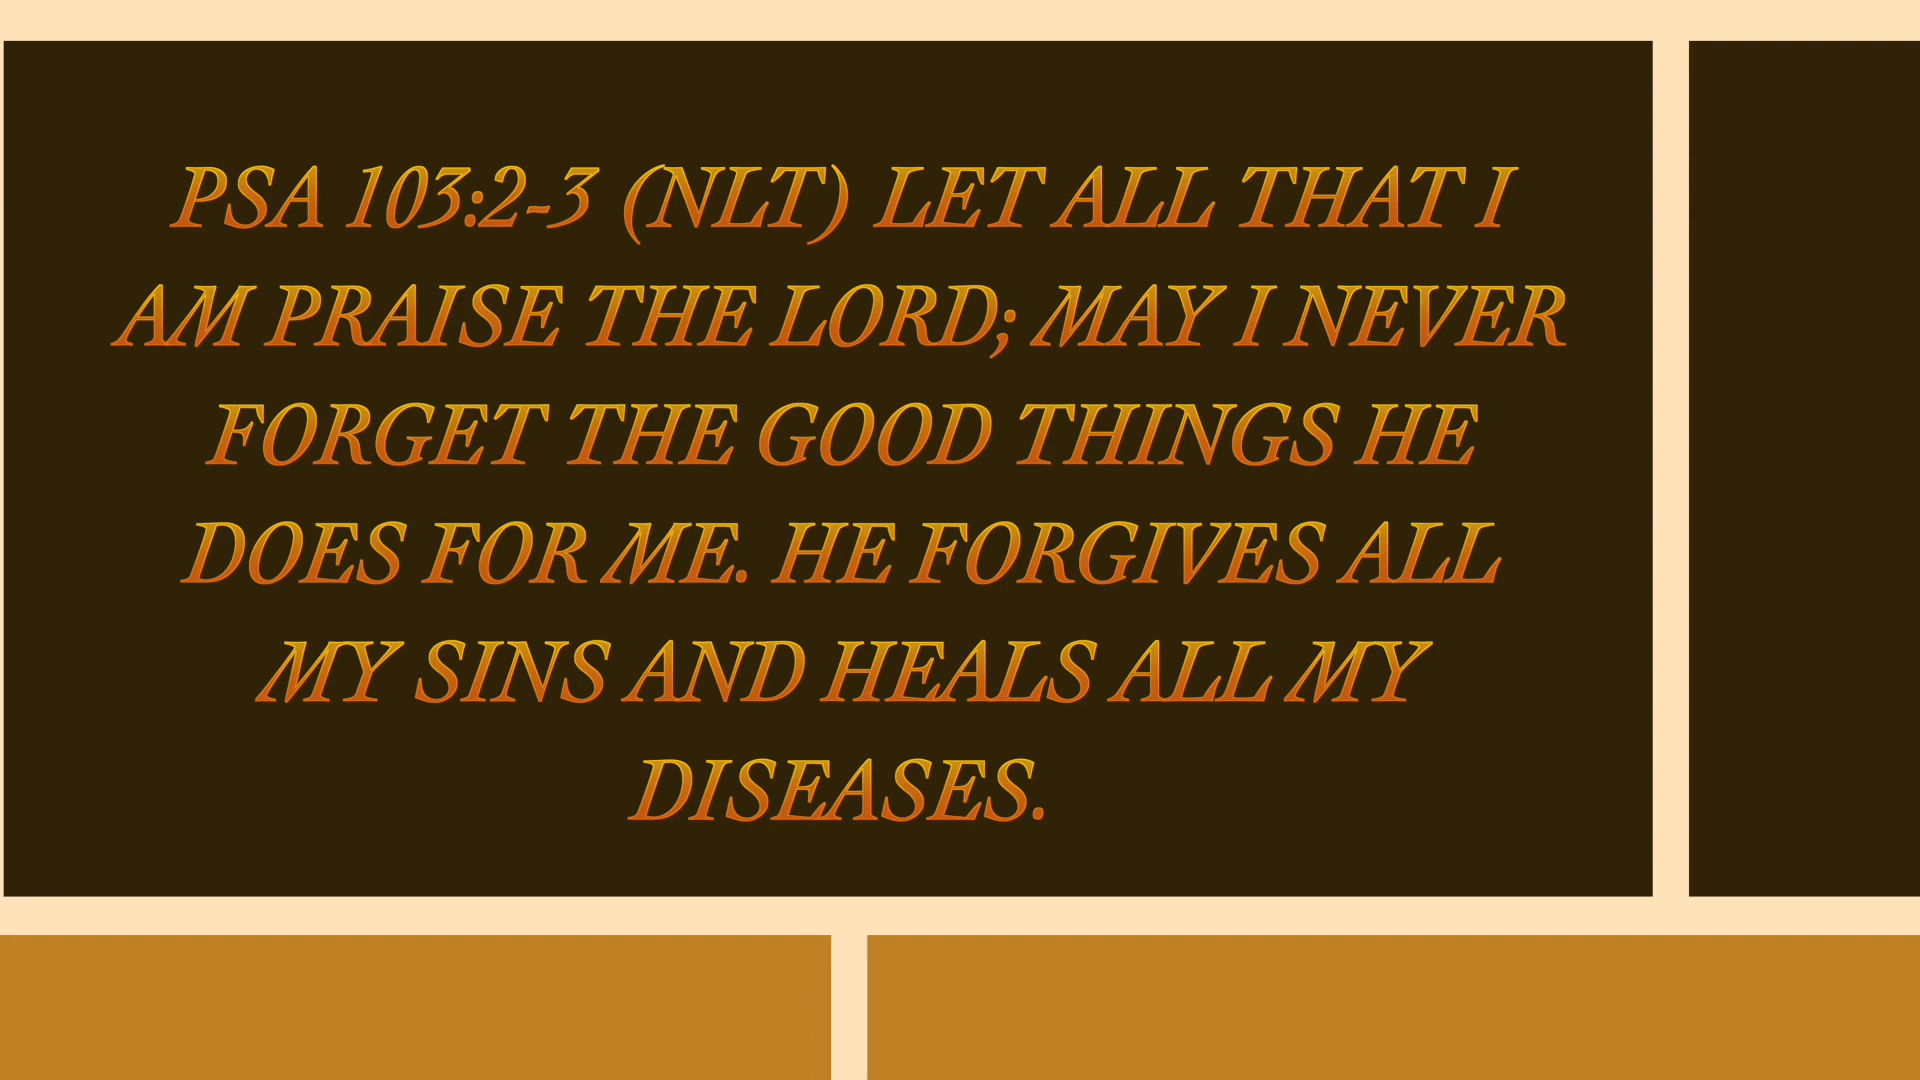 PSA 103:2-3 (NLT) LET ALL THAT I
AM PRAISE THE LORD; MAY I NEVER
FORGET THE GOOD THINGS HE
DOES FOR ME. HE FORGIVES ALL
MY SINS AND HEALS ALL MY
DISEASES.